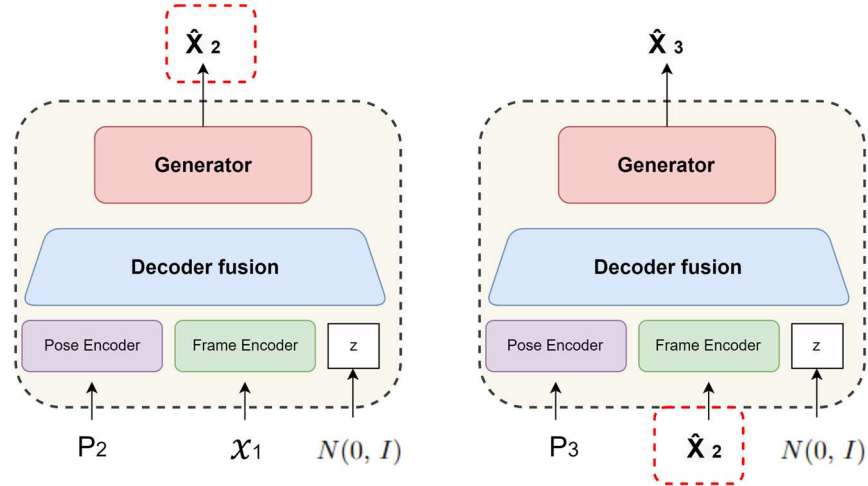 X̂ 2
Generator
Decoder fusion
Pose Encoder
Frame Encoder
z
P2
x1
N(0, I)
X̂ 3
Generator
Decoder fusion
Pose Encoder
Frame Encoder
z
P3
X̂ 2
N(0, I)